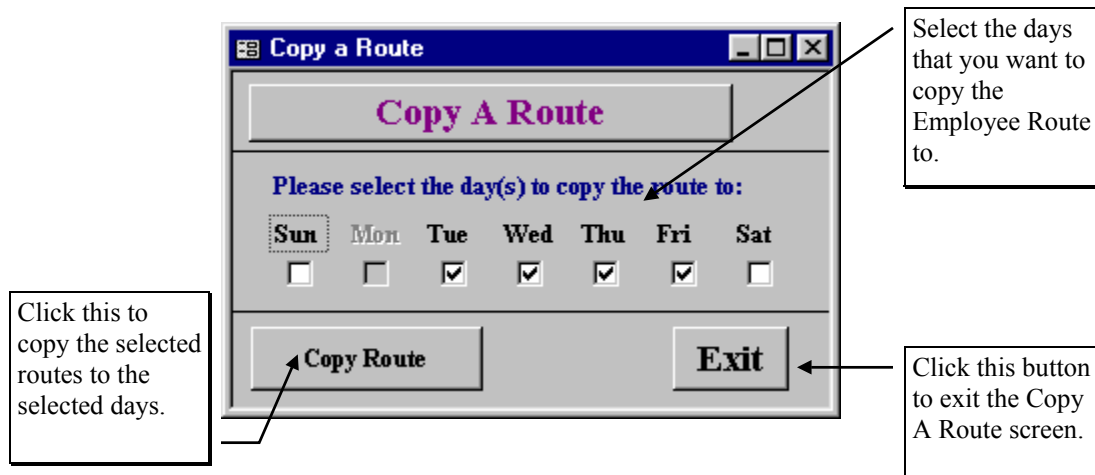 Copy a Route
Copy A Route
Please select the day(s) to copy the route to:
Sun Mon Tue Wed Thu Fri Sat
Copy Route
Exit
Select the days
that you want to
copy the
Employee Route
to.
Click this to
copy the selected
routes to the
selected days.
Click this button
to exit the Copy
A Route screen.